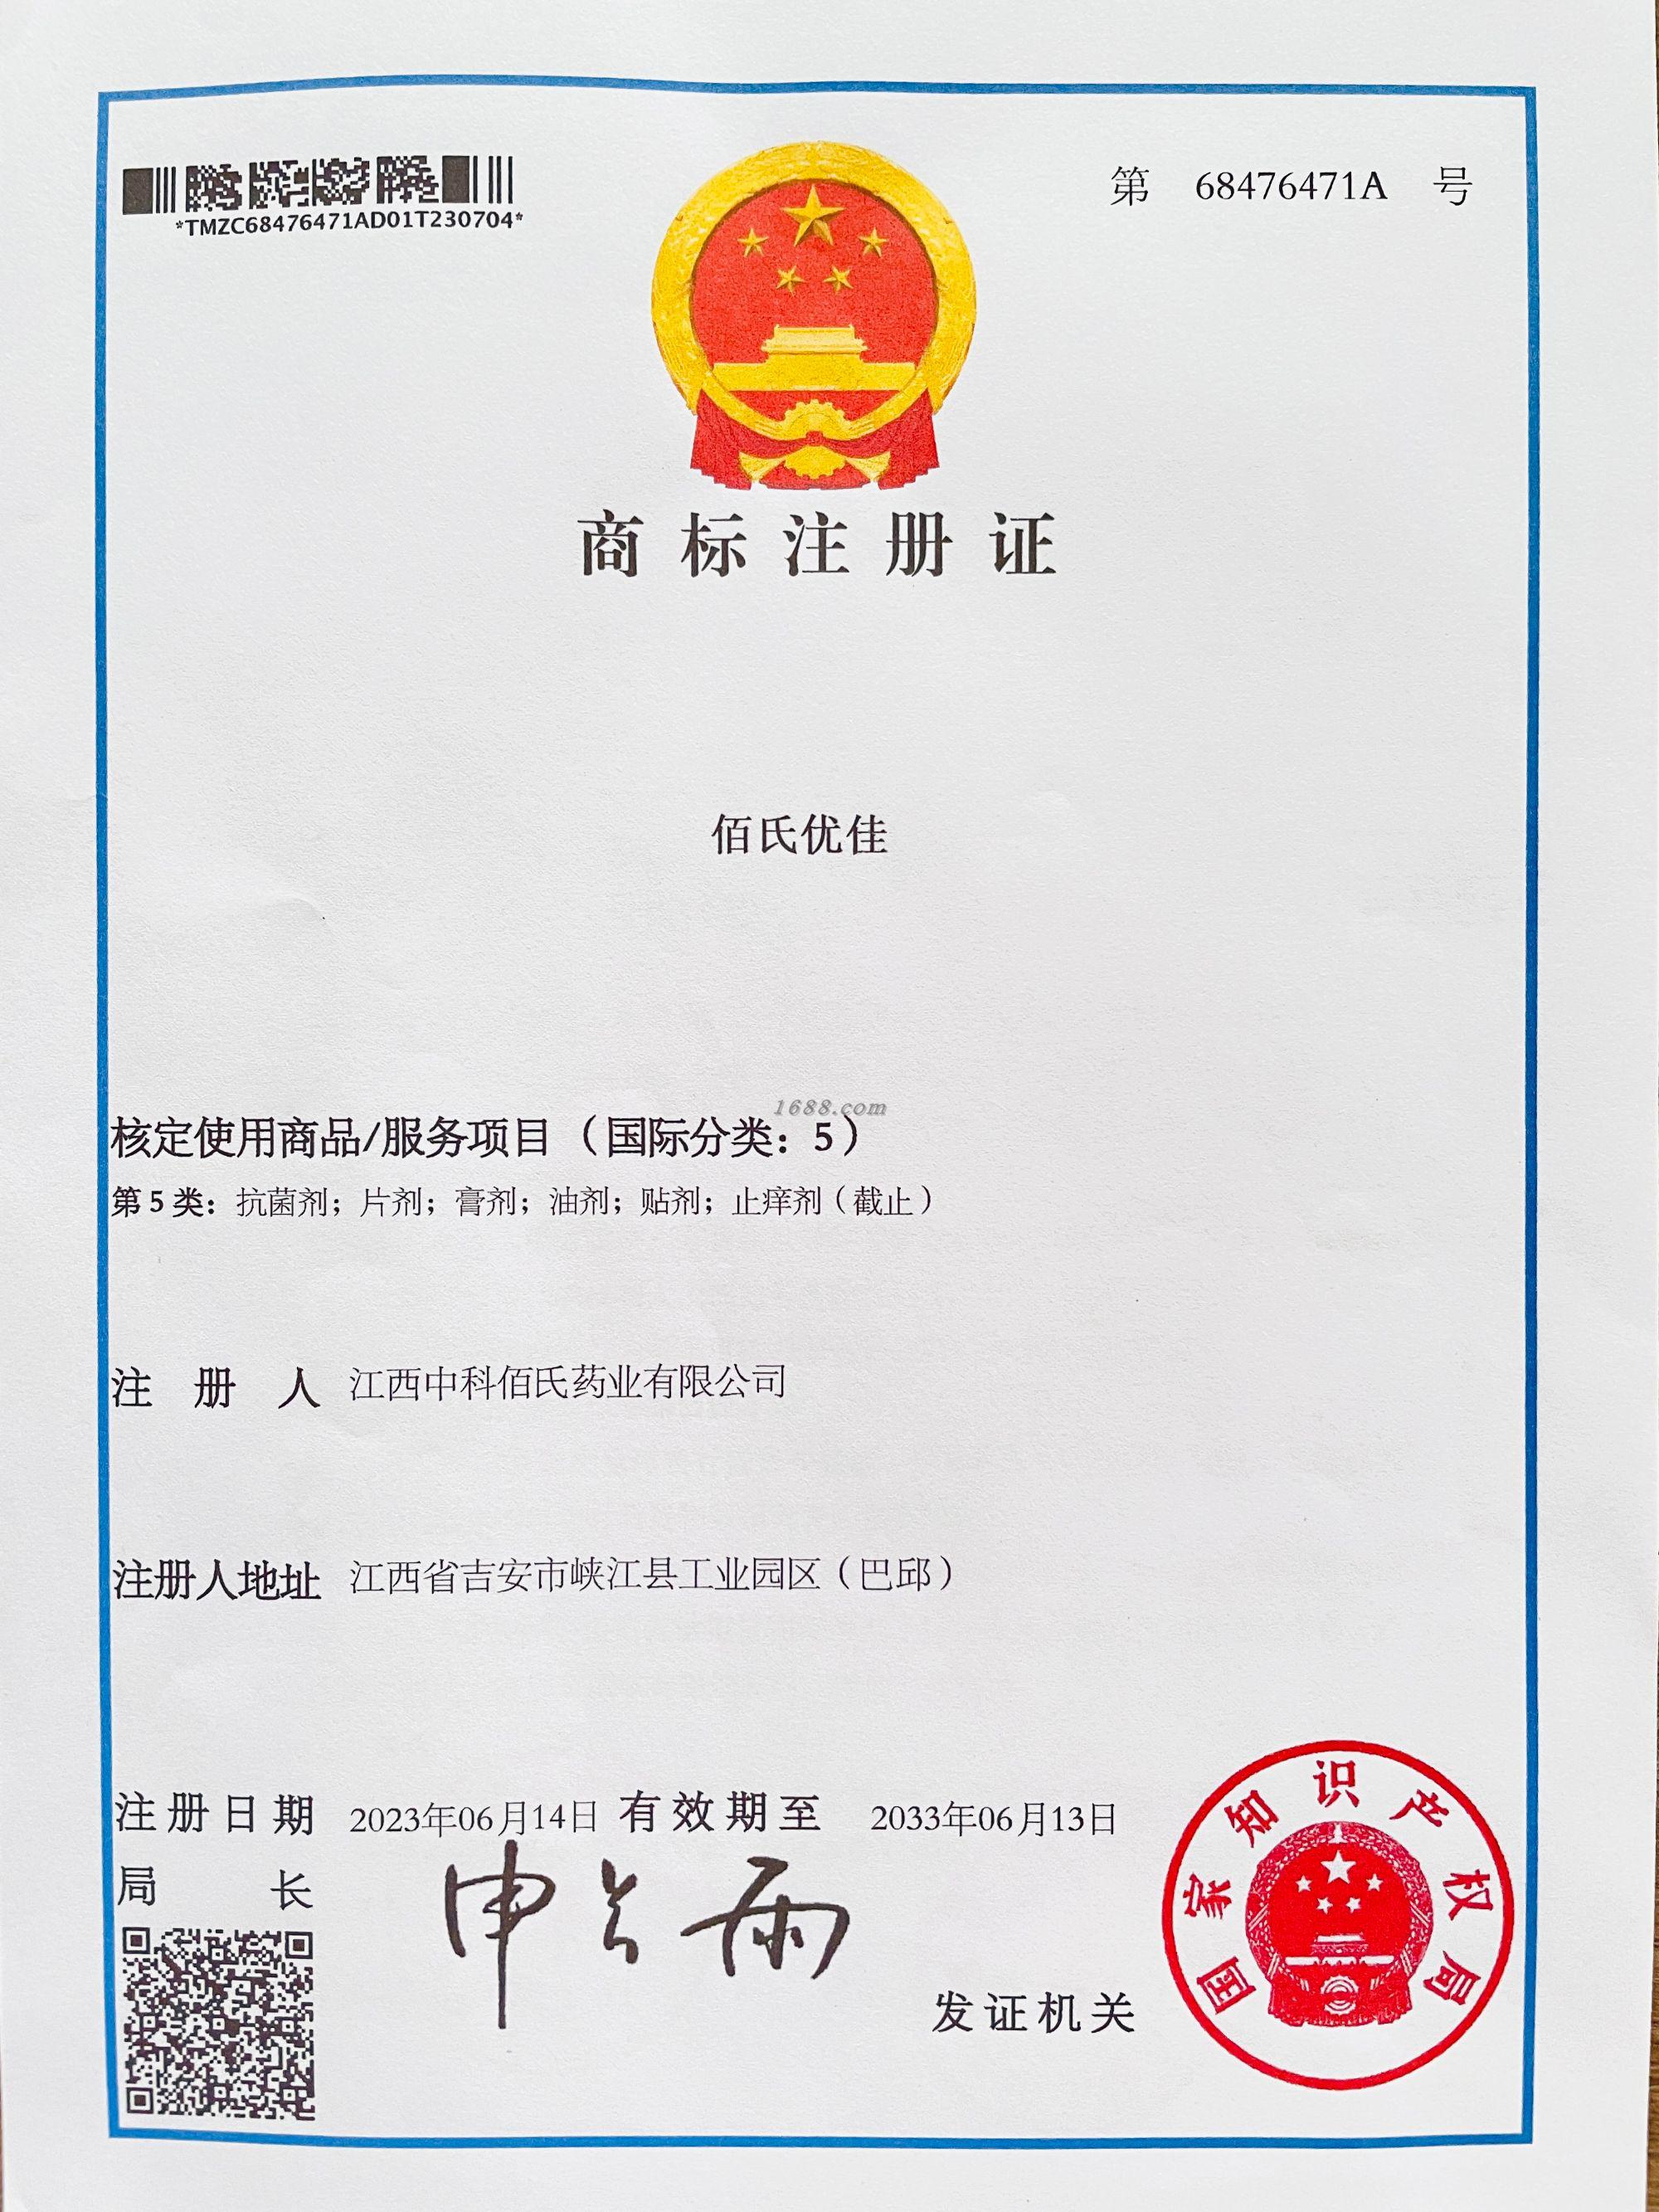 *TMZC68476471AD01T230704*
第 68476471A 号
商标注册证
佰氏优佳
1688.com
核定使用商品/服务项目（国际分类：5）
第5类：抗菌剂；片剂；膏剂；油剂；贴剂；止痒剂（截止）
注册人 江西中科佰氏药业有限公司
注册人地址 江西省吉安市峡江县工业园区（巴邱）
注册日期 2023年06月14日 有效期至 2033年06月13日
局长 申长雨
发证机关
国家知识产权局